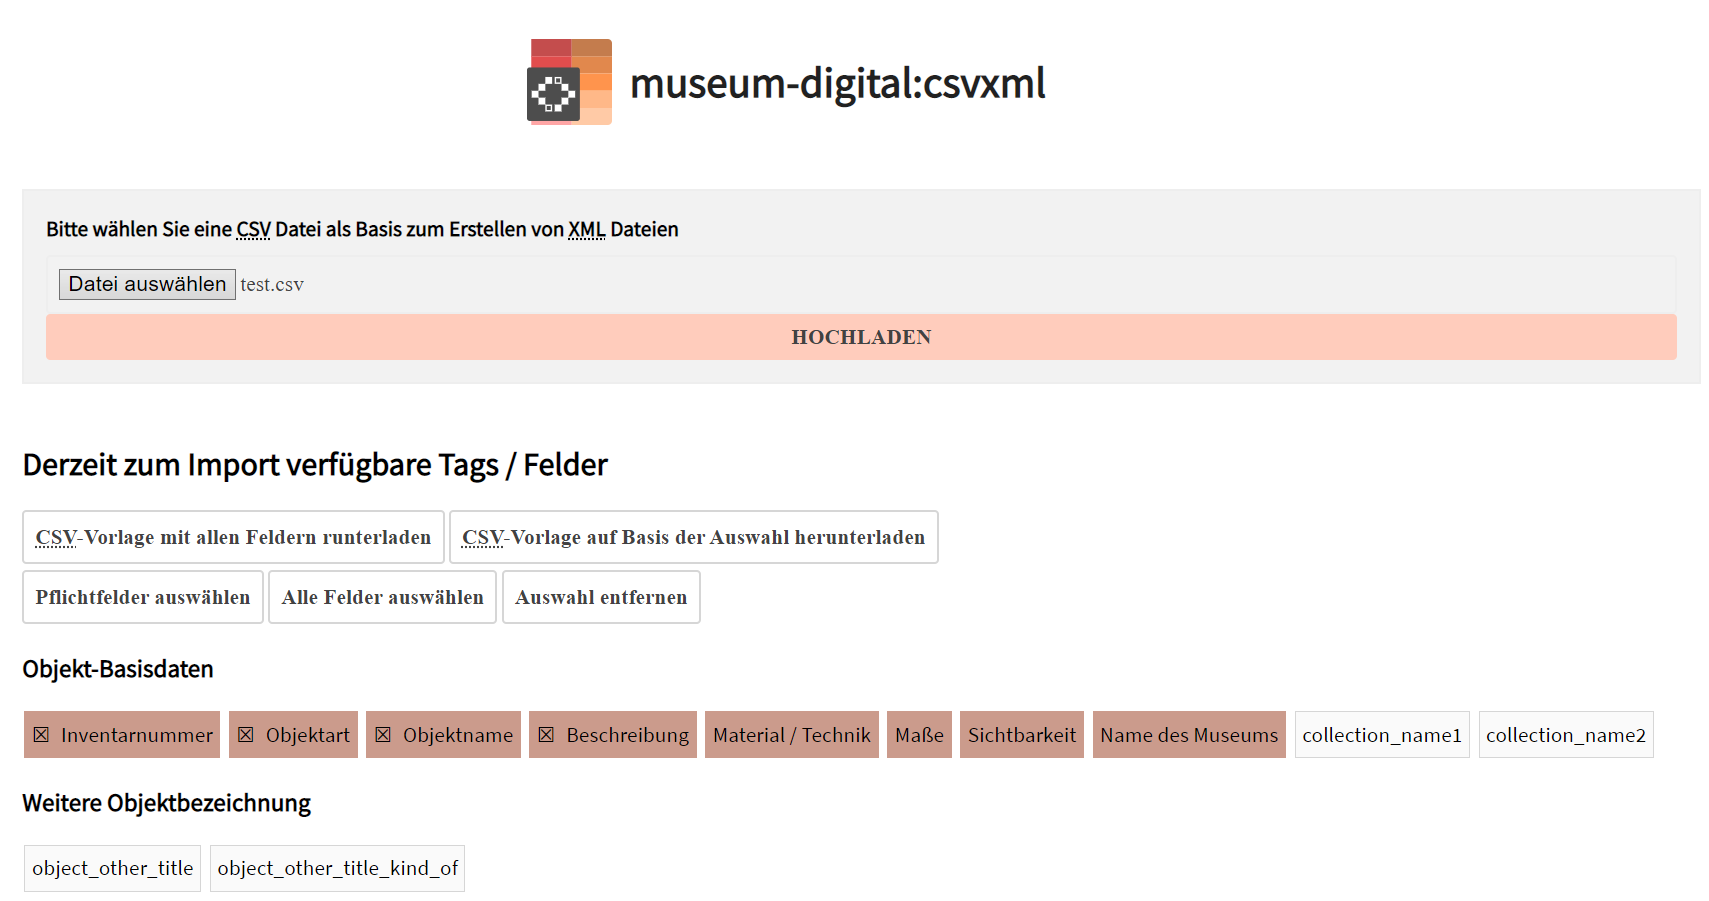 museum-digital:csvxml
Bitte wählen Sie eine CSV Datei als Basis zum Erstellen von XML Dateien
Datei auswählen test.csv
HOCHLADEN
Derzeit zum Import verfügbare Tags / Felder
CSV-Vorlage mit allen Feldern runterladen CSV-Vorlage auf Basis der Auswahl herunterladen
Pflichtfelder auswählen Alle Felder auswählen Auswahl entfernen
Objekt-Basisdaten
☒ Inventarnummer ☒ Objektart ☒ Objektname ☒ Beschreibung Material / Technik Maße Sichtbarkeit Name des Museums collection_name1 collection_name2
Weitere Objektbezeichnung
object_other_title object_other_title_kind_of